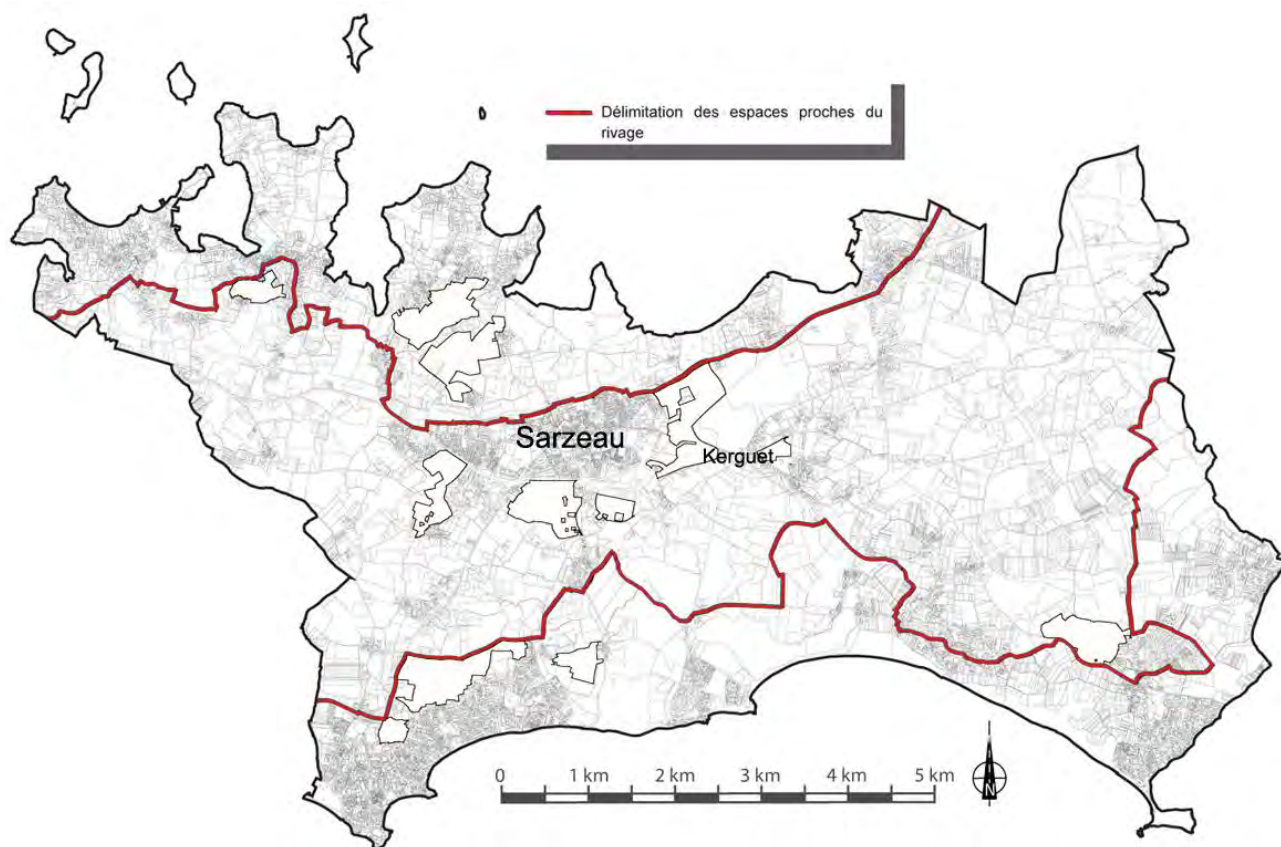 Délimitation des espaces proches du
rivage
Sarzeau
Kerguet
0 1 km 2 km 3 km 4 km 5 km
N